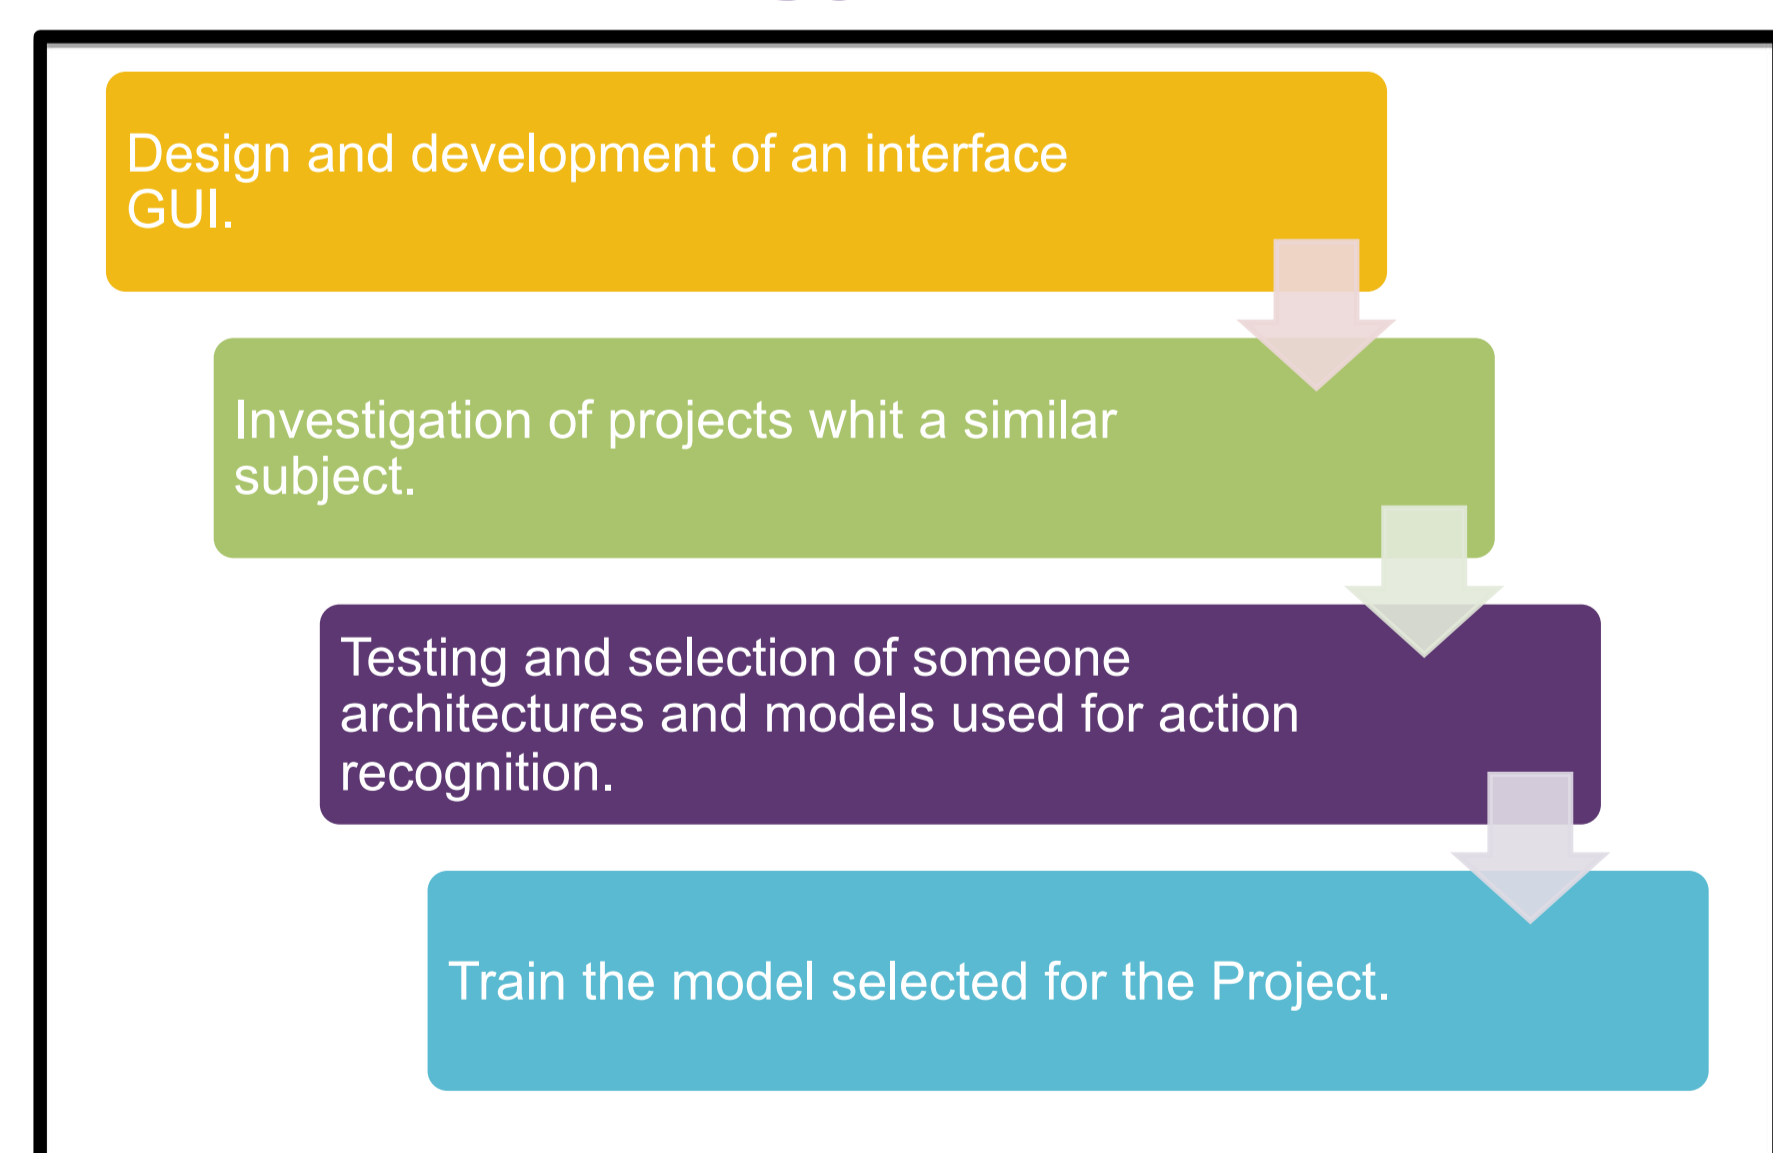 Design and development of an interface
GUI.
Investigation of projects whit a similar
subject.
Testing and selection of someone
architectures and models used for action
recognition.
Train the model selected for the Project.